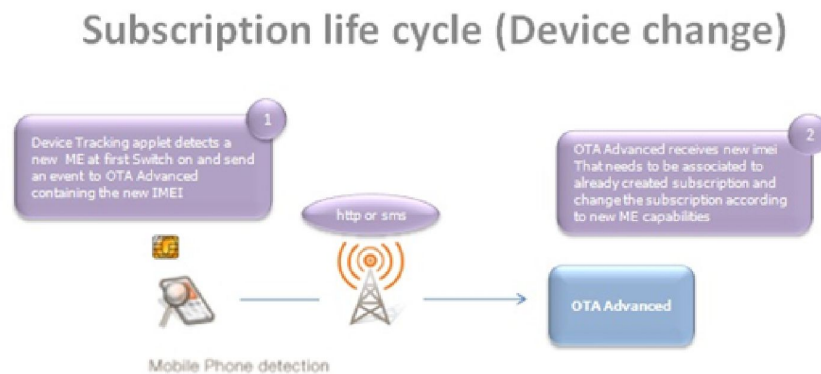 Subscription life cycle (Device change)
1
Device Tracking applet detects a
new ME at first Switch on and send
an event to OTA Advanced
containing the new IMEI
2
OTA Advanced receives new imei
That needs to be associated to
already created subscription and
change the subscription according
to new ME capabilities
http or sms
OTA Advanced
Mobile Phone detection